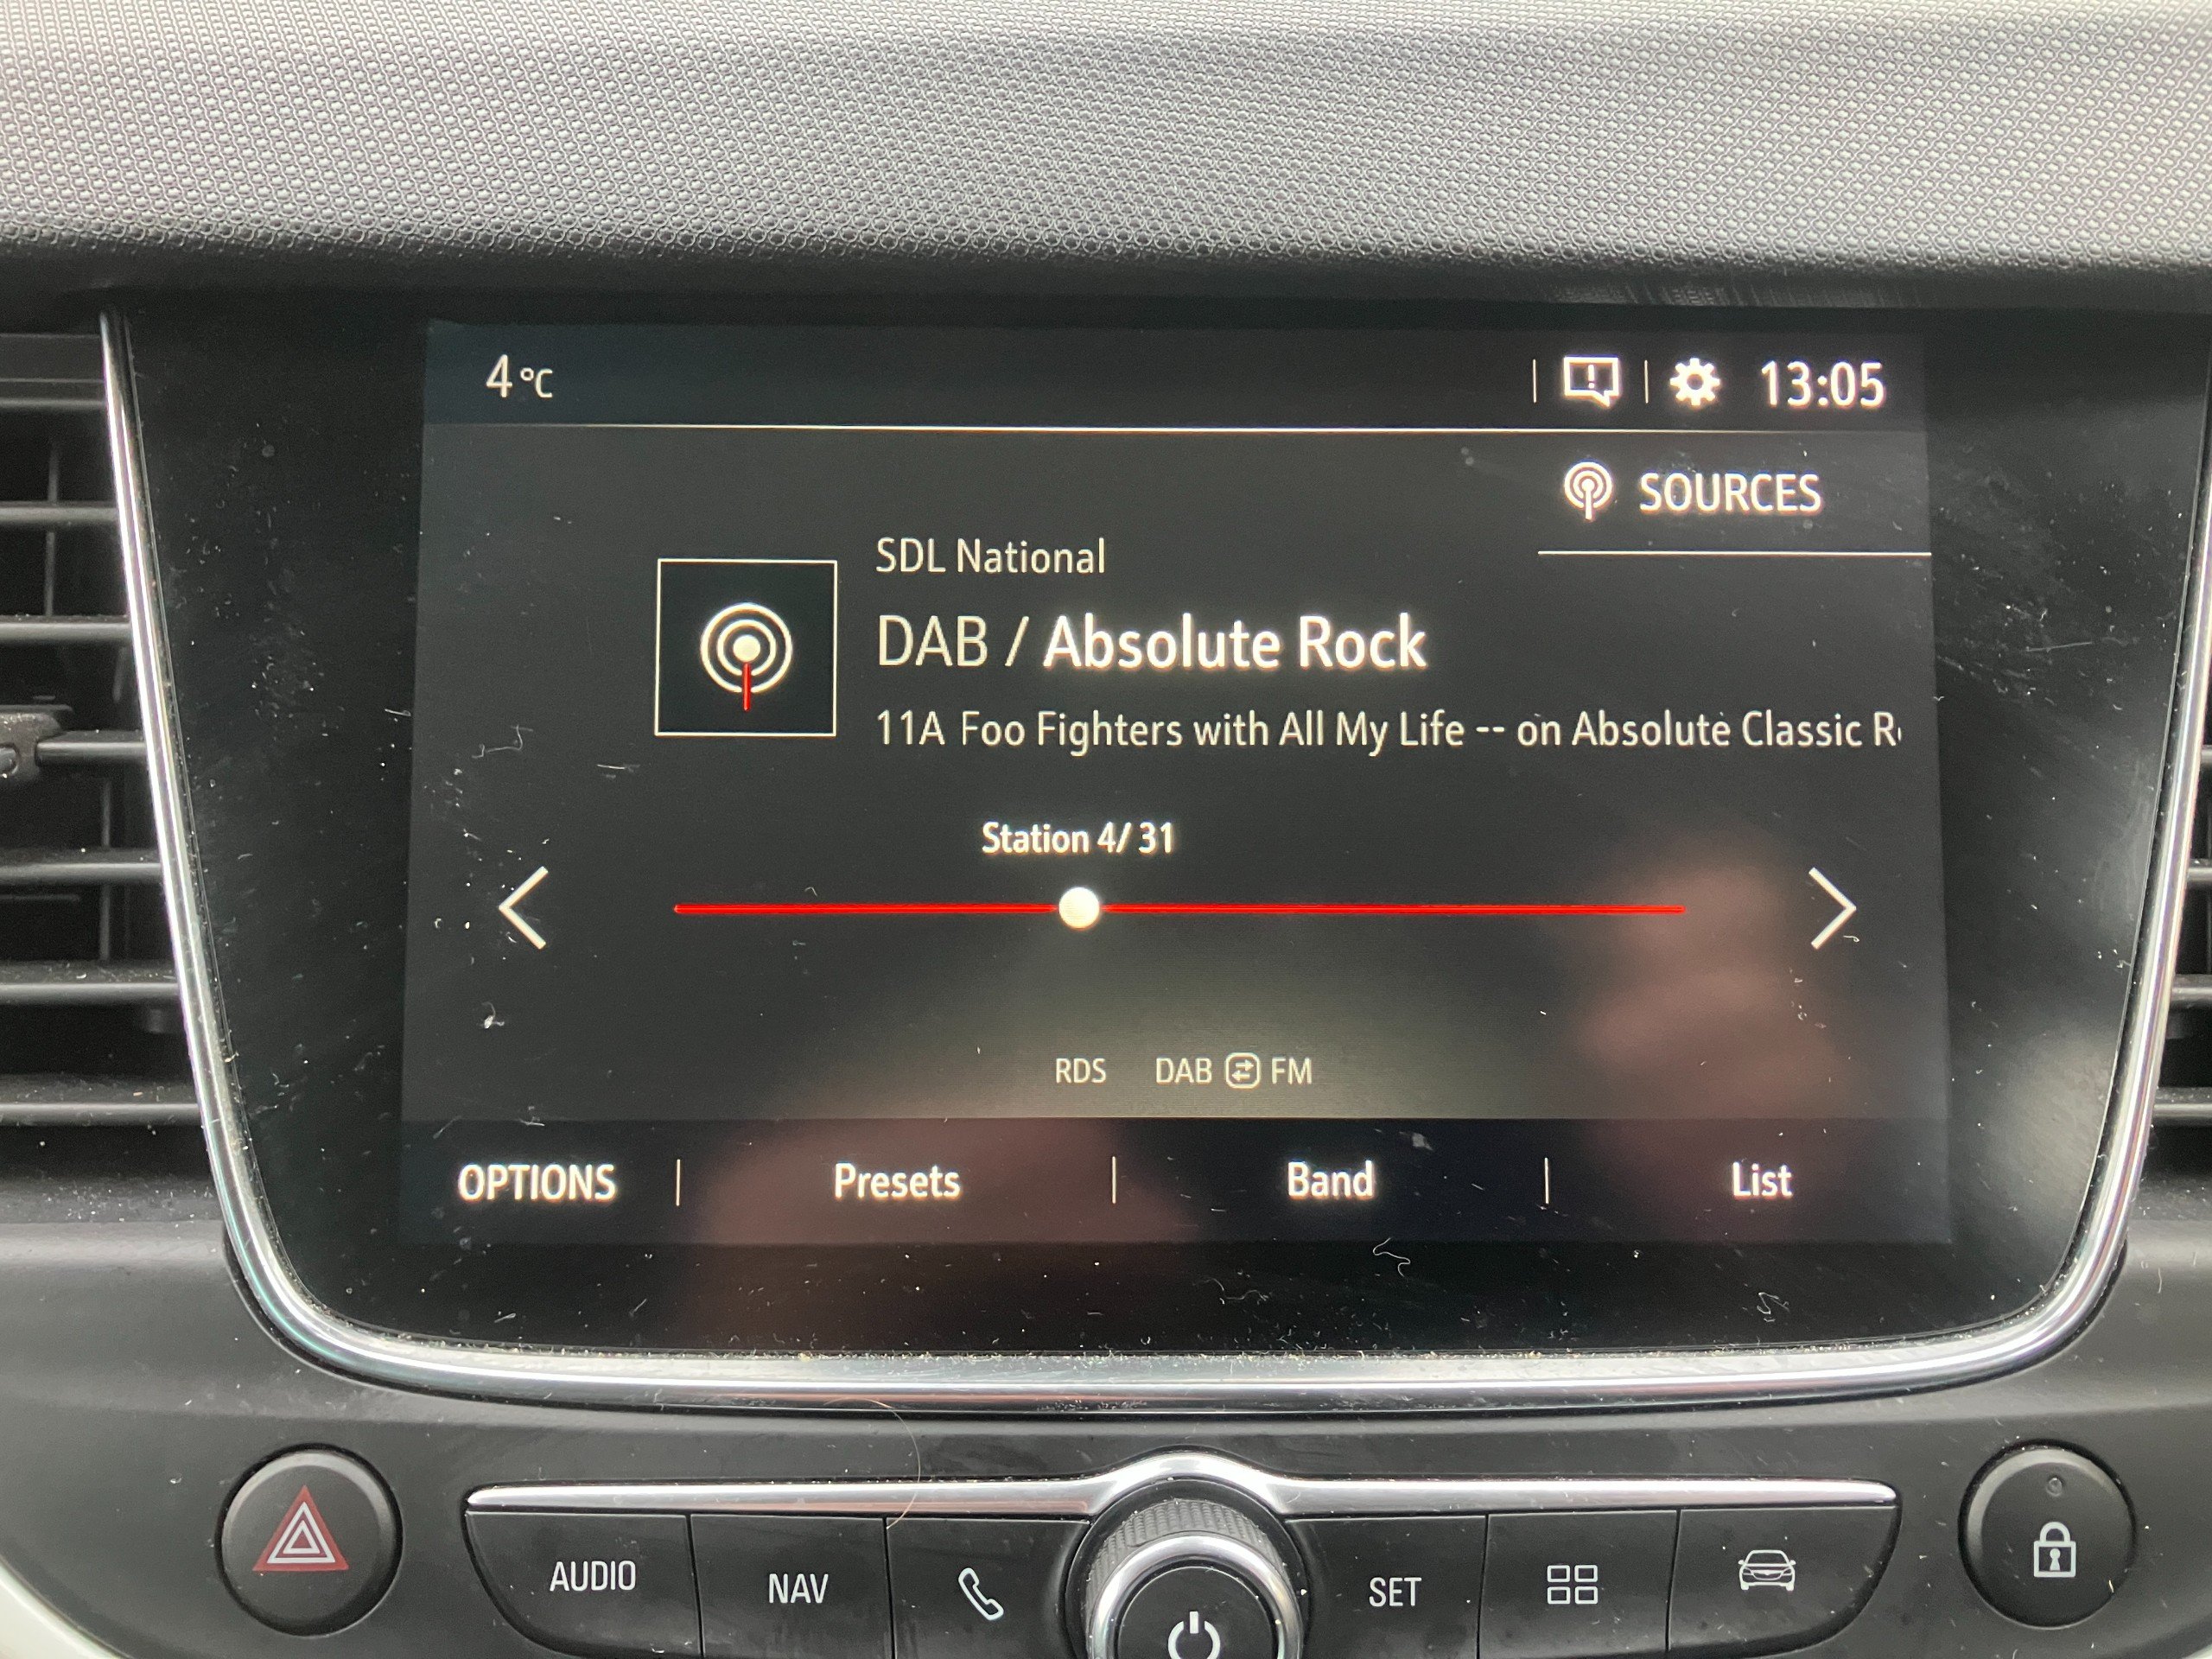 4°C 13:05
SOURCES
SDL National
DAB / Absolute Rock
11A Foo Fighters with All My Life -- on Absolute Classic
Station 4/ 31
RDS DAB FM
OPTIONS Presets Band List
AUDIO NAV SET